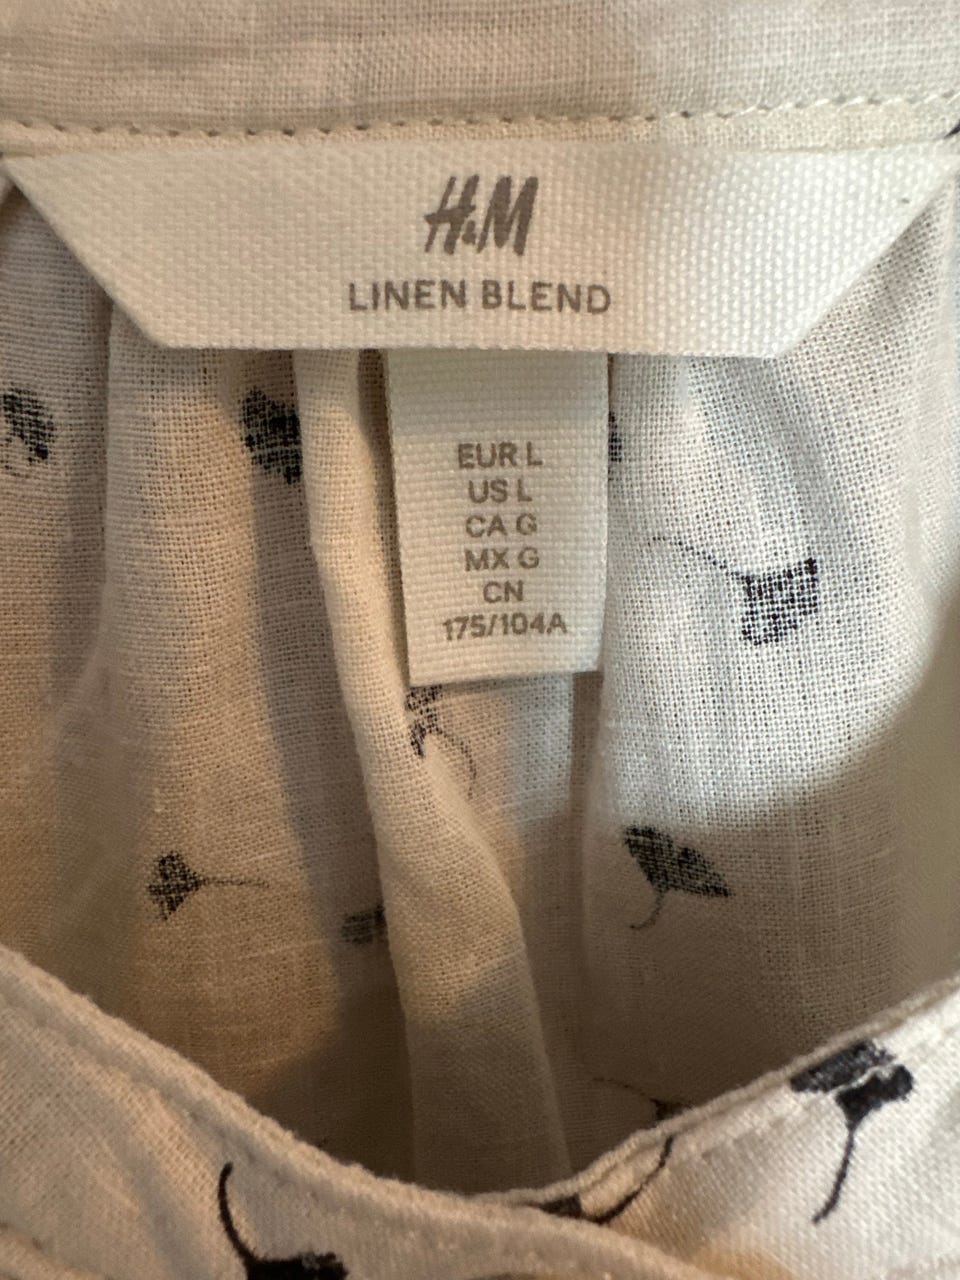 H&M
LINEN BLEND
EUR L
US L
CA G
MX G
CN
175/104A